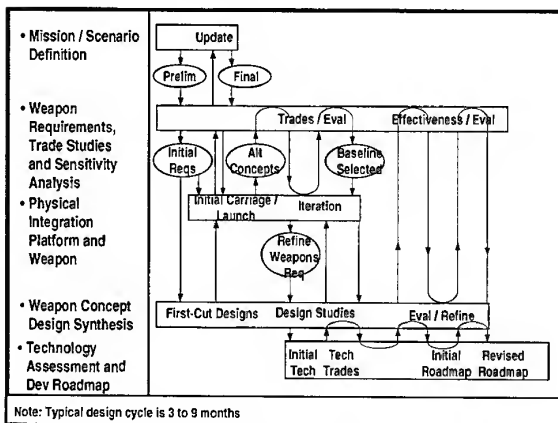 • Mission / Scenario
Definition
• Weapon
Requirements,
Trade Studies
and Sensitivity
Analysis
• Physical
Integration
Platform and
Weapon
• Weapon Concept
Design Synthesis
• Technology
Assessment and
Dev Roadmap
Update
Prelim
Final
Trades / Eval
Effectiveness / Eval
Initial
Reqs
Alt
Concepts
Baseline
Selected
Initial Carriage /
Launch
Iteration
Refine
Weapons
Req
First-Cut Designs
Design Studies
Eval / Refine
Initial
Tech
Tech
Trades
Initial
Roadmap
Revised
Roadmap
Note: Typical design cycle is 3 to 9 months